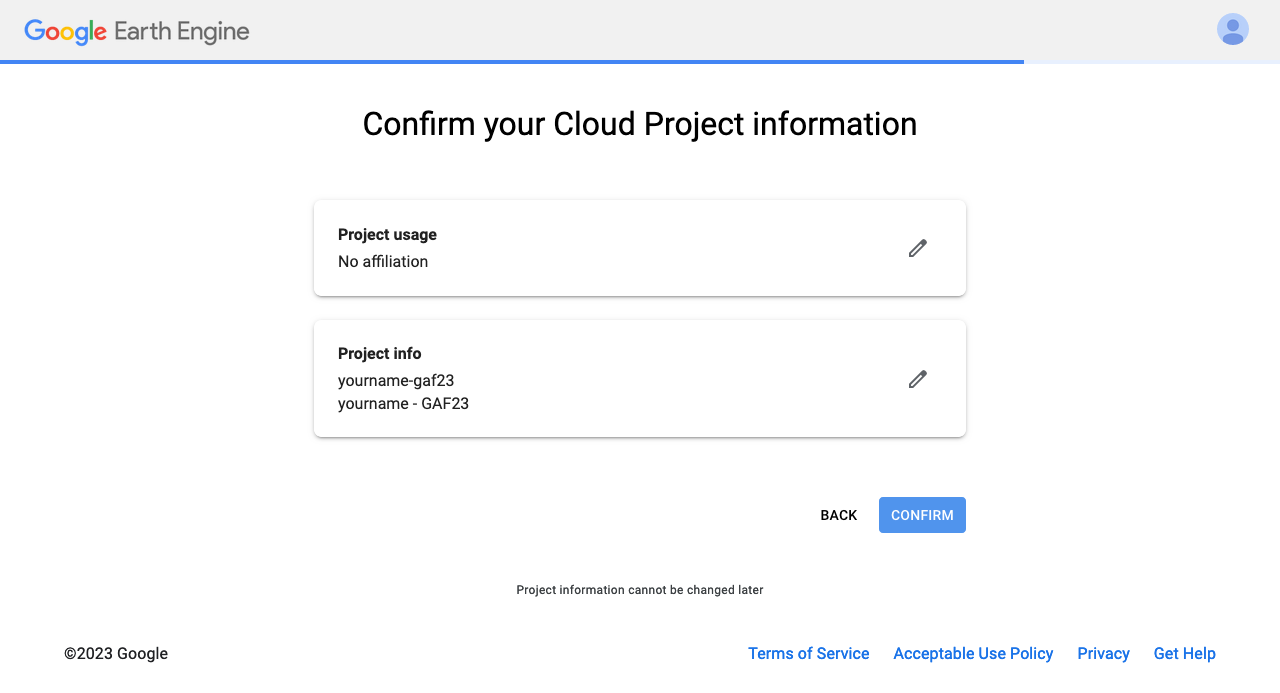 Google Earth Engine
Confirm your Cloud Project information
Project usage
No affiliation
Project info
yourname-gaf23
yourname - GAF23
BACK CONFIRM
Project information cannot be changed later
©2023 Google Terms of Service Acceptable Use Policy Privacy Get Help